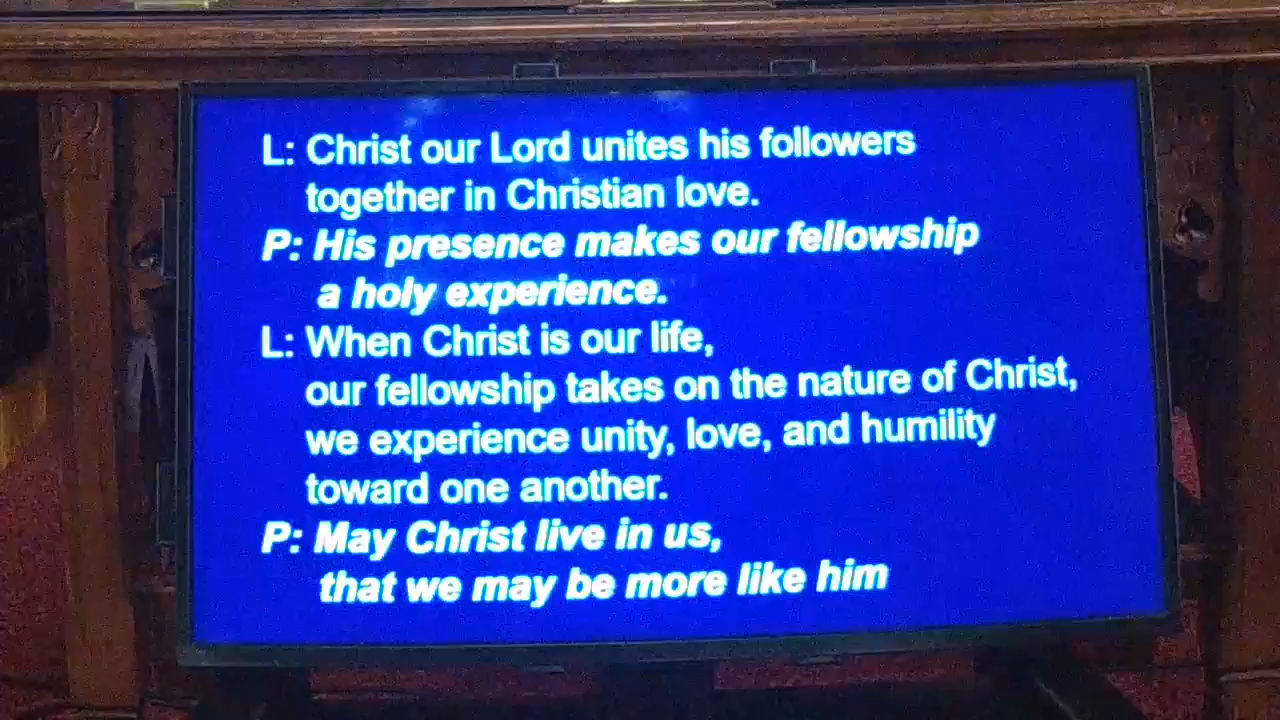 L: Christ our Lord unites his followers
together in Christian love.
P: His presence makes our fellowship
a holy experience.
L: When Christ is our life,
our fellowship takes on the nature of Christ,
we experience unity, love, and humility
toward one another.
P: May Christ live in us,
that we may be more like him